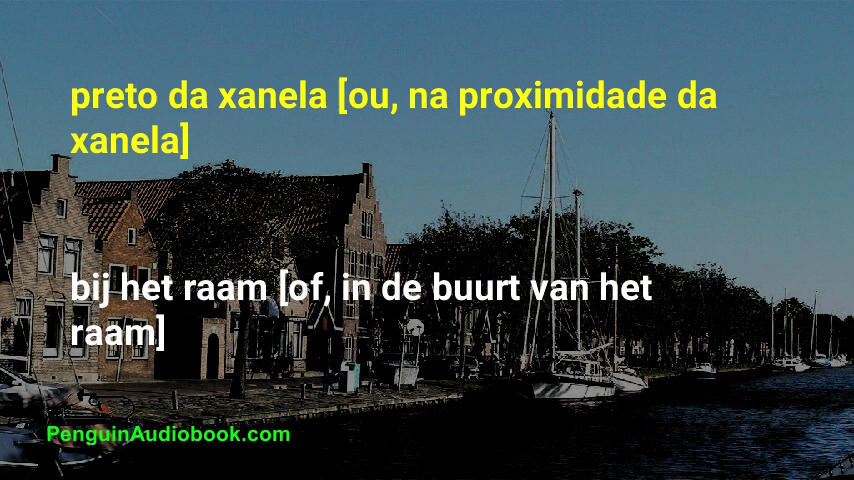 preto da xanela [ou, na proximidade da
xanela]
bij het raam [of, in de buurt van het
raam]
PenguinAudiobook.com